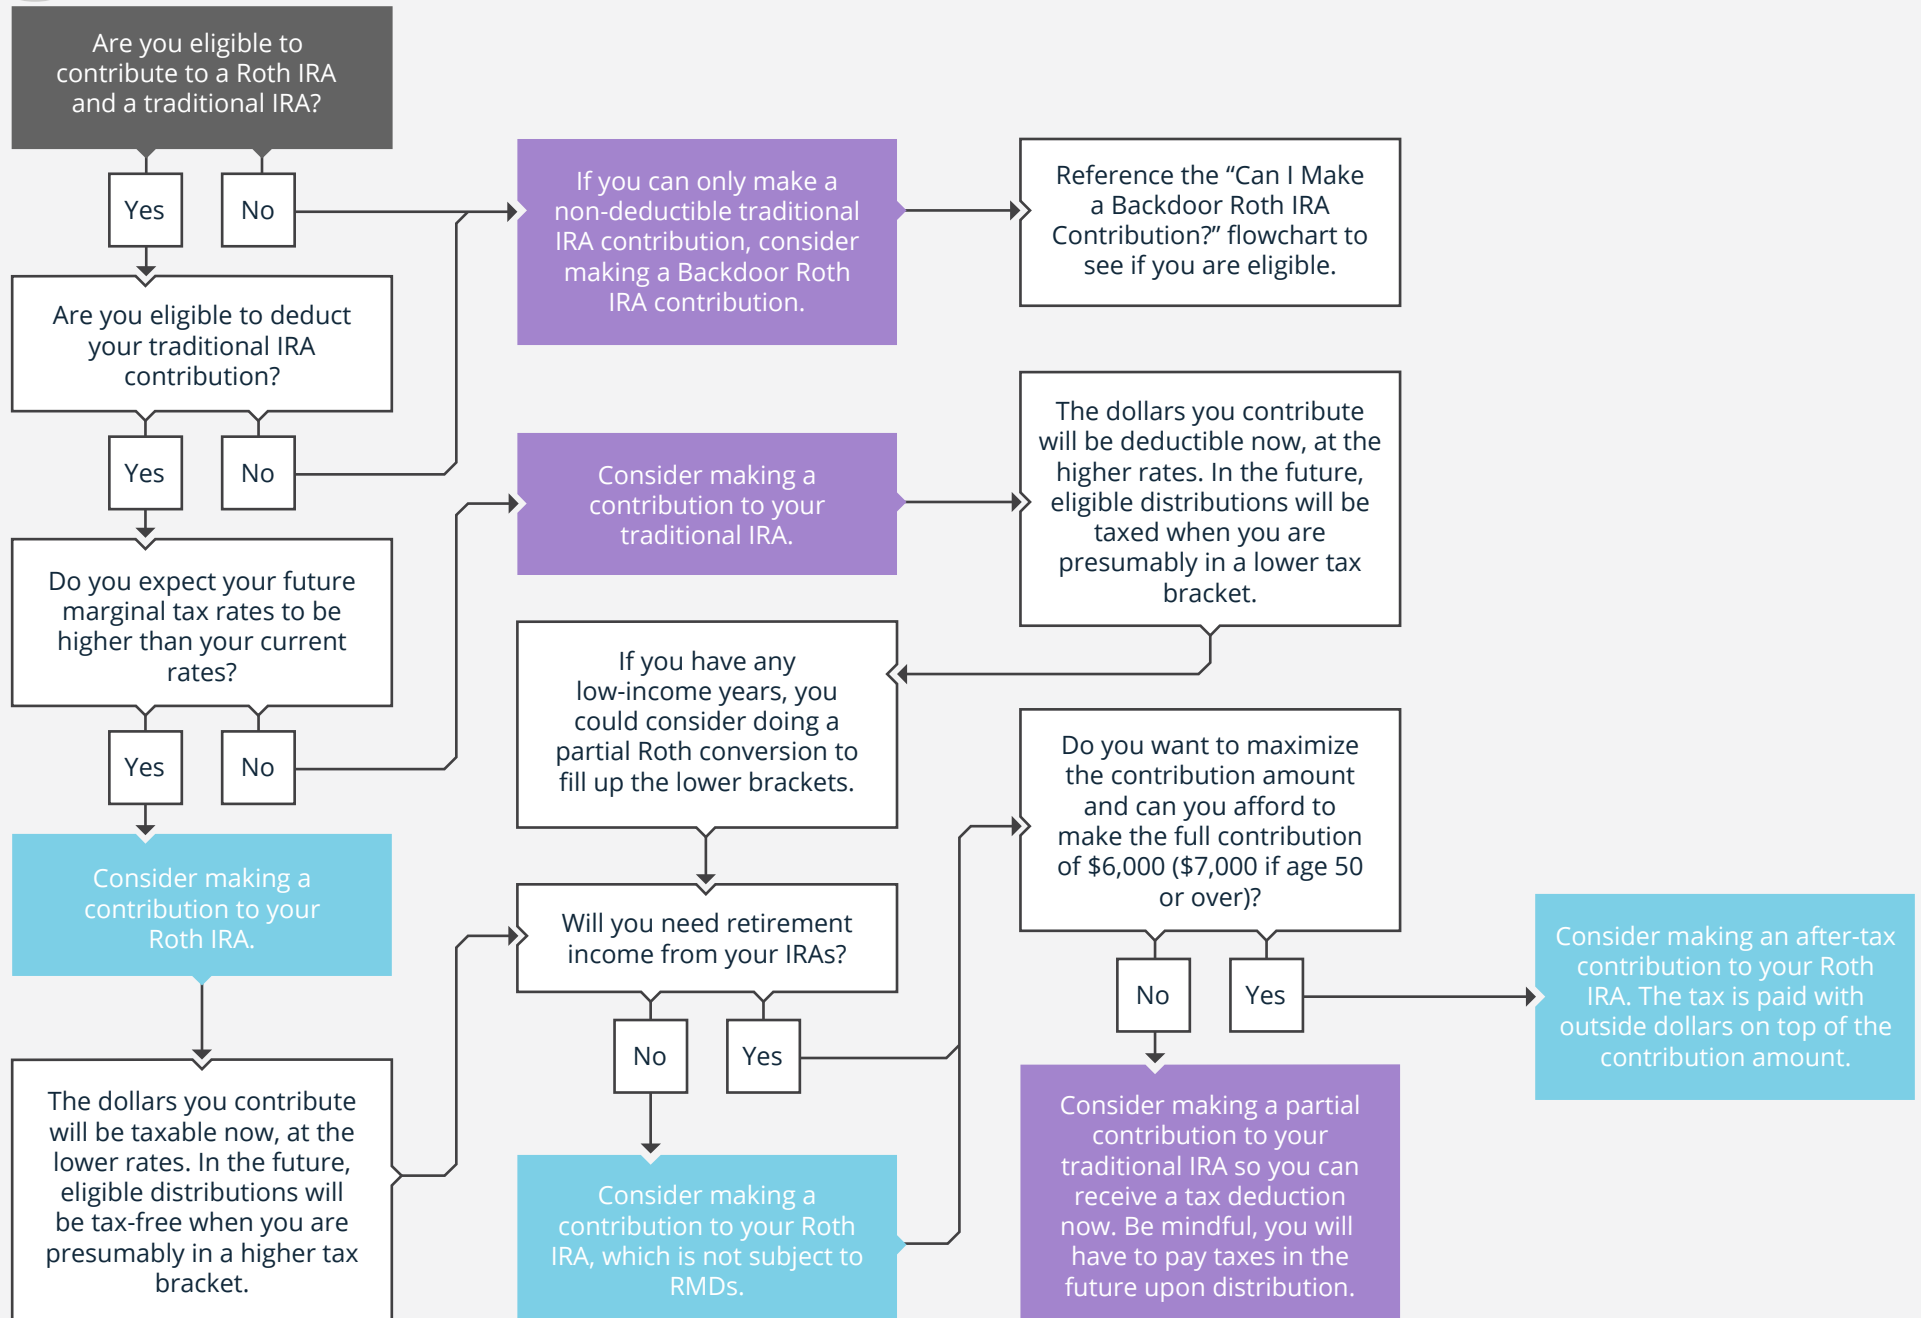 Are you eligible to
contribute to a Roth IRA
and a traditional IRA?
Yes
No
If you can only make a
non-deductible traditional
IRA contribution, consider
making a Backdoor Roth
IRA contribution.
Reference the “Can I Make
a Backdoor Roth IRA
Contribution?” flowchart to
see if you are eligible.
Are you eligible to deduct
your traditional IRA
contribution?
Yes
No
Consider making a
contribution to your
traditional IRA.
The dollars you contribute
will be deductible now, at the
higher rates. In the future,
eligible distributions will be
taxed when you are
presumably in a lower tax
bracket.
Do you expect your future
marginal tax rates to be
higher than your current
rates?
Yes
No
If you have any
low-income years, you
could consider doing a
partial Roth conversion to
fill up the lower brackets.
Consider making a
contribution to your
Roth IRA.
The dollars you contribute
will be taxable now, at the
lower rates. In the future,
eligible distributions will
be tax-free when you are
presumably in a higher tax
bracket.
Will you need retirement
income from your IRAs?
No
Yes
Consider making a
contribution to your Roth
IRA, which is not subject to
RMDs.
Do you want to maximize
the contribution amount
and can you afford to
make the full contribution
of $6,000 ($7,000 if age 50
or over)?
No
Yes
Consider making a partial
contribution to your
traditional IRA so you can
receive a tax deduction
now. Be mindful, you will
have to pay taxes in the
future upon distribution.
Consider making an after-tax
contribution to your Roth
IRA. The tax is paid with
outside dollars on top of the
contribution amount.